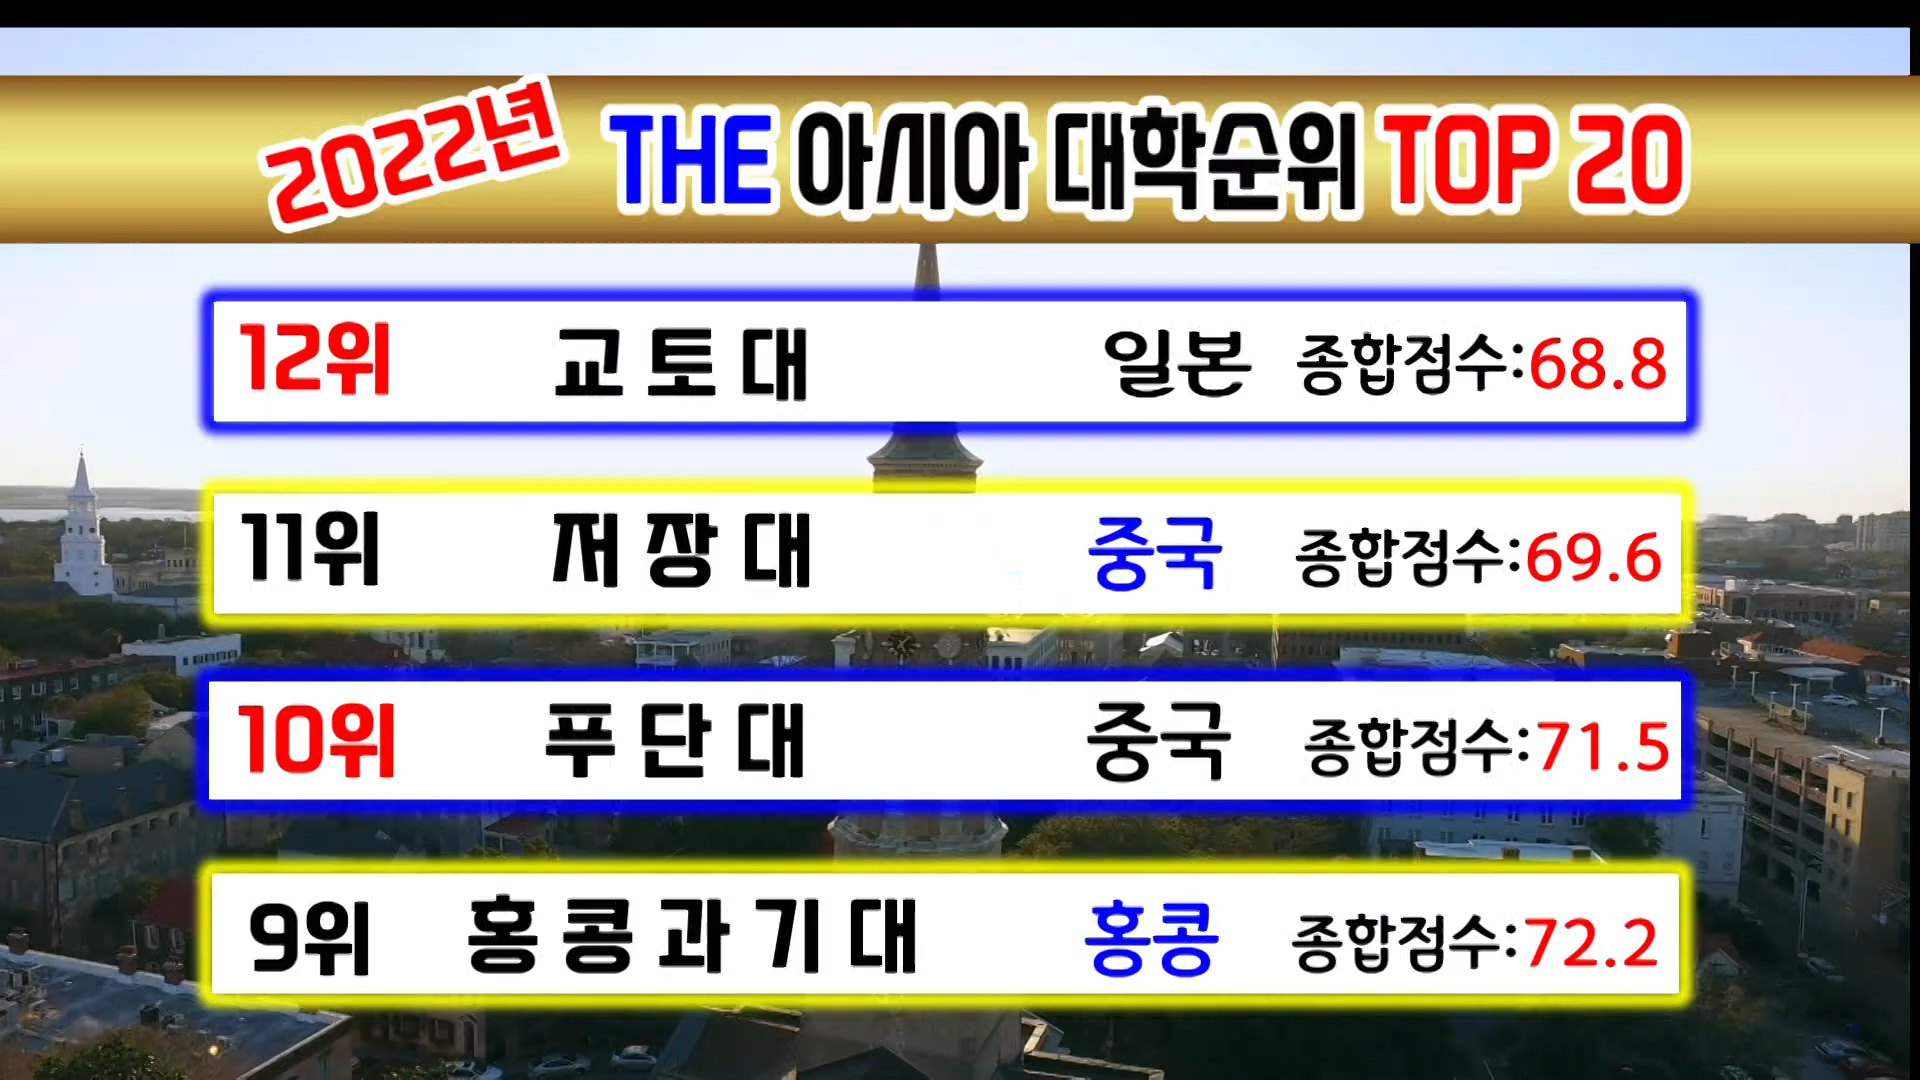 2022년 THE 아시아 대학순위 TOP 20
12위 교토대 일본 종합점수:68.8
11위 저장대 중국 종합점수:69.6
10위 푸단대 중국 종합점수:71.5
9위 홍콩과기대 홍콩 종합점수:72.2